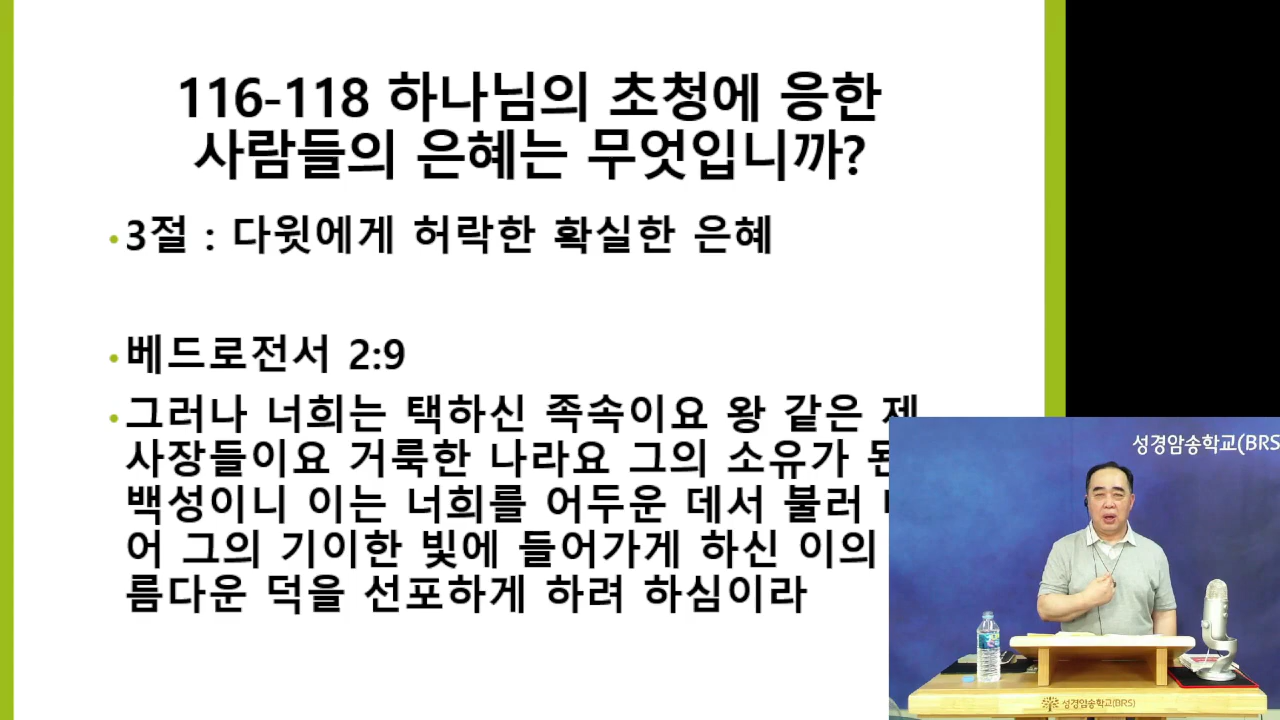 116-118 하나님의 초청에 응한
사람들의 은혜는 무엇입니까?
• 3절 : 다윗에게 허락한 확실한 은혜
• 베드로전서 2:9
• 그러나 너희는 택하신 족속이요 왕 같은 제
사장들이요 거룩한 나라요 그의 소유가 된
백성이니 이는 너희를 어두운 데서 불러
어 그의 기이한 빛에 들어가게 하신 이의
름다운 덕을 선포하게 하려 하심이라
성경암송학교(BRS
성경암송학교(BRS)